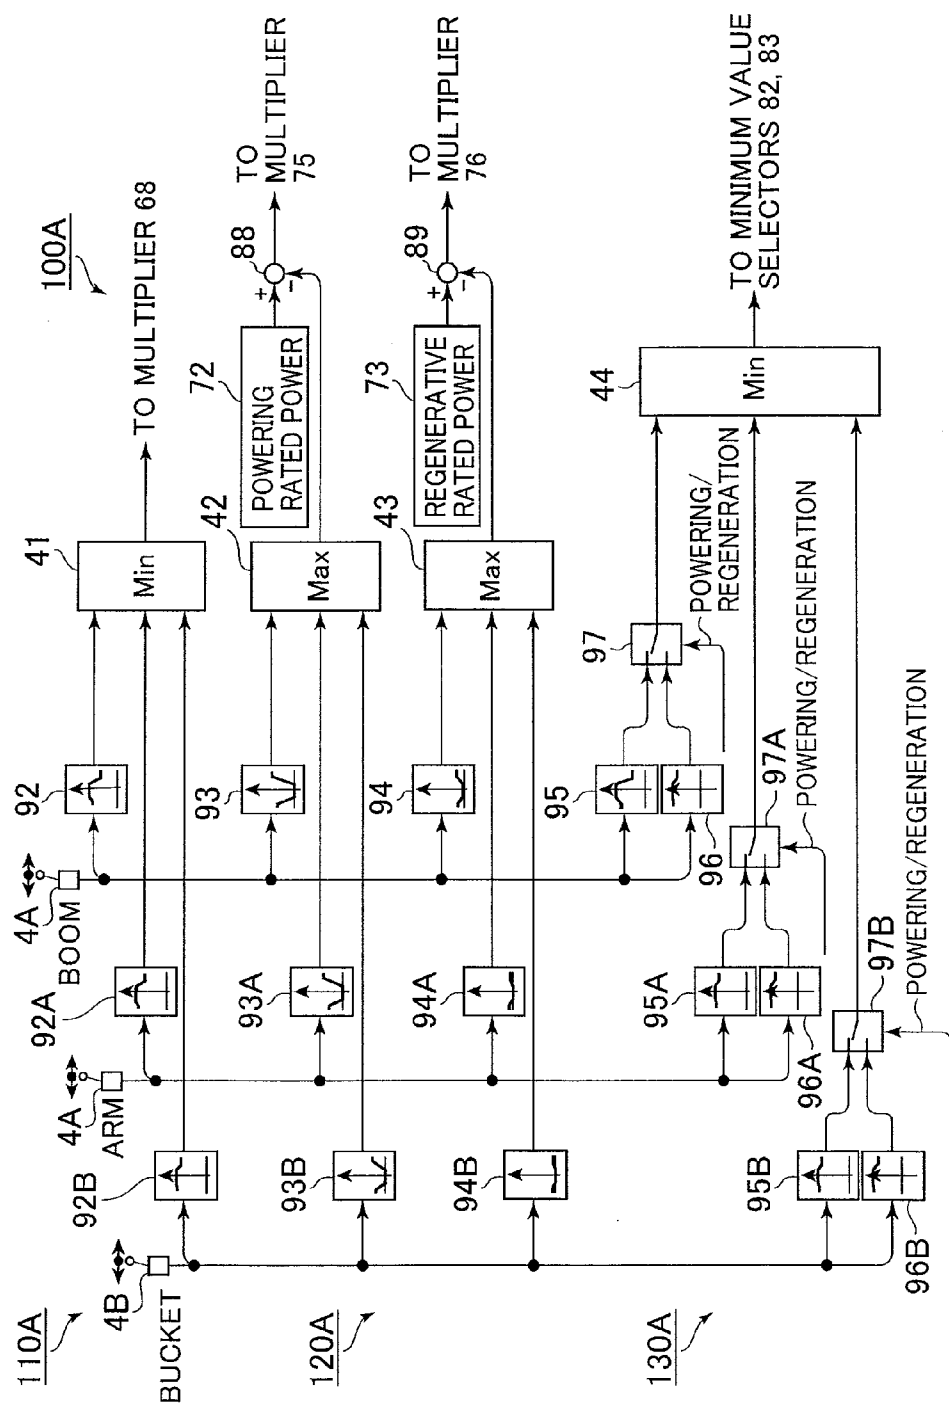 100A
110A
120A
130A
4A
BOOM
4A
ARM
4B
BUCKET
92
92A
92B
41
Min
TO MULTIPLIER 68
93
93A
93B
42
Max
72
POWERING
RATED POWER
+
−
88
TO
MULTIPLIER
75
94
94A
94B
43
Max
73
REGENERATIVE
RATED POWER
+
−
89
TO
MULTIPLIER
76
95
96
97
POWERING/
REGENERATION
95A
96A
97A
POWERING/REGENERATION
95B
96B
97B
POWERING/REGENERATION
44
Min
TO MINIMUM VALUE
SELECTORS 82, 83